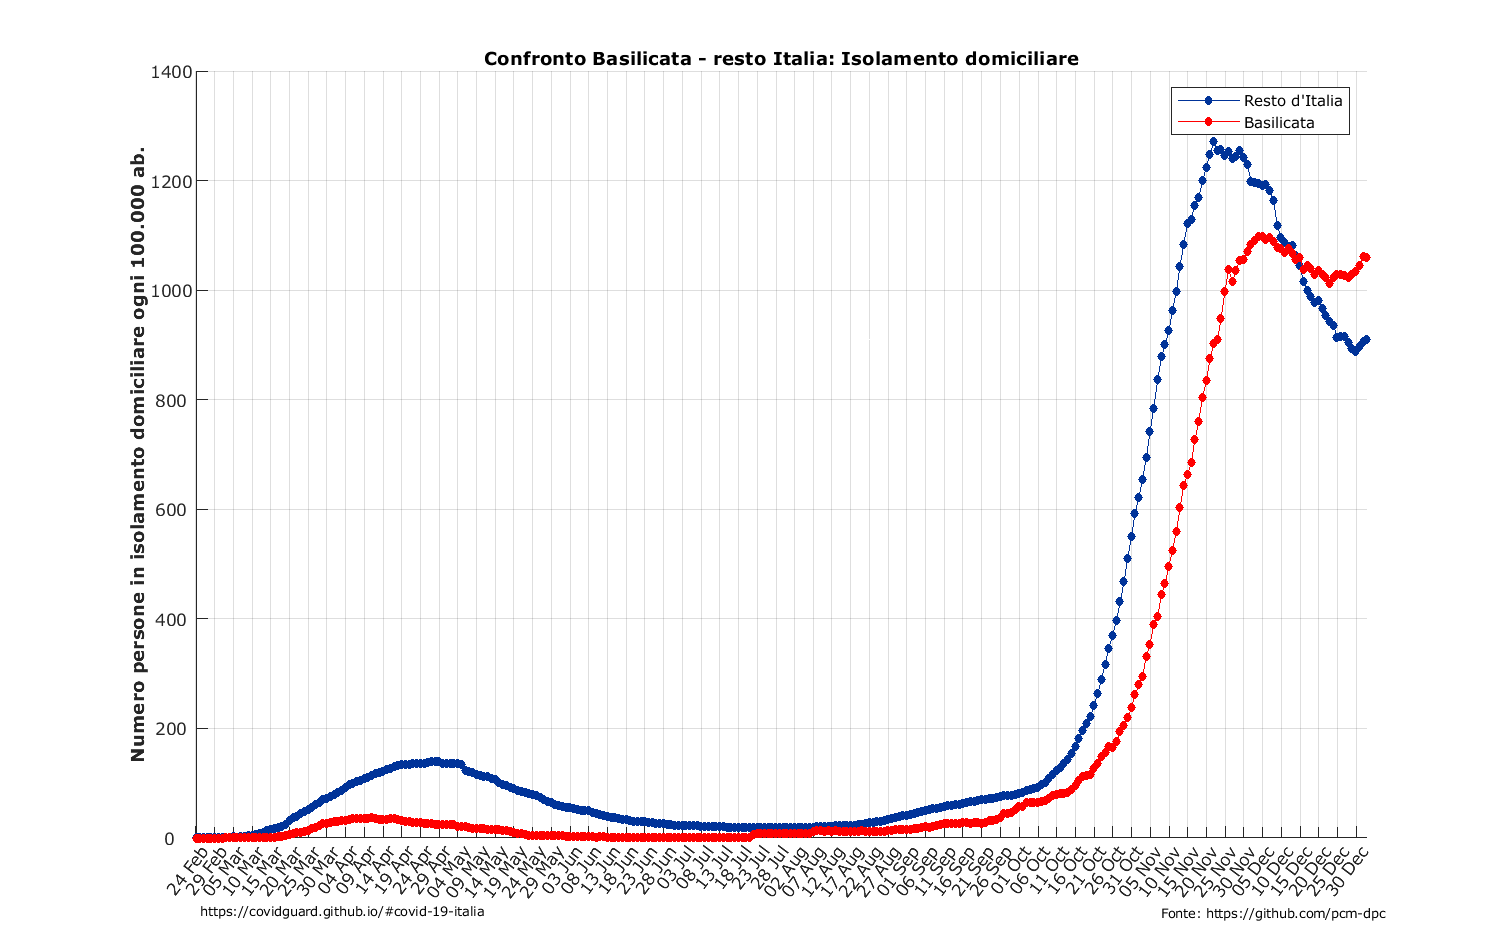 Confronto Basilicata - resto Italia: Isolamento domiciliare
Numero persone in isolamento domiciliare ogni 100.000 ab.
1400
1200
1000
800
600
400
200
0
Resto d'Italia
Basilicata
24 Feb
29 Feb
05 Mar
10 Mar
15 Mar
20 Mar
25 Mar
30 Mar
04 Apr
09 Apr
14 Apr
19 Apr
24 Apr
29 Apr
04 May
09 May
14 May
19 May
24 May
29 May
03 Jun
08 Jun
13 Jun
18 Jun
23 Jun
28 Jun
03 Jul
08 Jul
13 Jul
18 Jul
23 Jul
28 Jul
02 Aug
07 Aug
12 Aug
17 Aug
22 Aug
27 Aug
01 Sep
06 Sep
11 Sep
16 Sep
21 Sep
26 Sep
01 Oct
06 Oct
11 Oct
16 Oct
21 Oct
26 Oct
31 Oct
05 Nov
10 Nov
15 Nov
20 Nov
25 Nov
30 Nov
05 Dec
10 Dec
15 Dec
20 Dec
25 Dec
30 Dec
https://covidguard.github.io/#covid-19-italia
Fonte: https://github.com/pcm-dpc